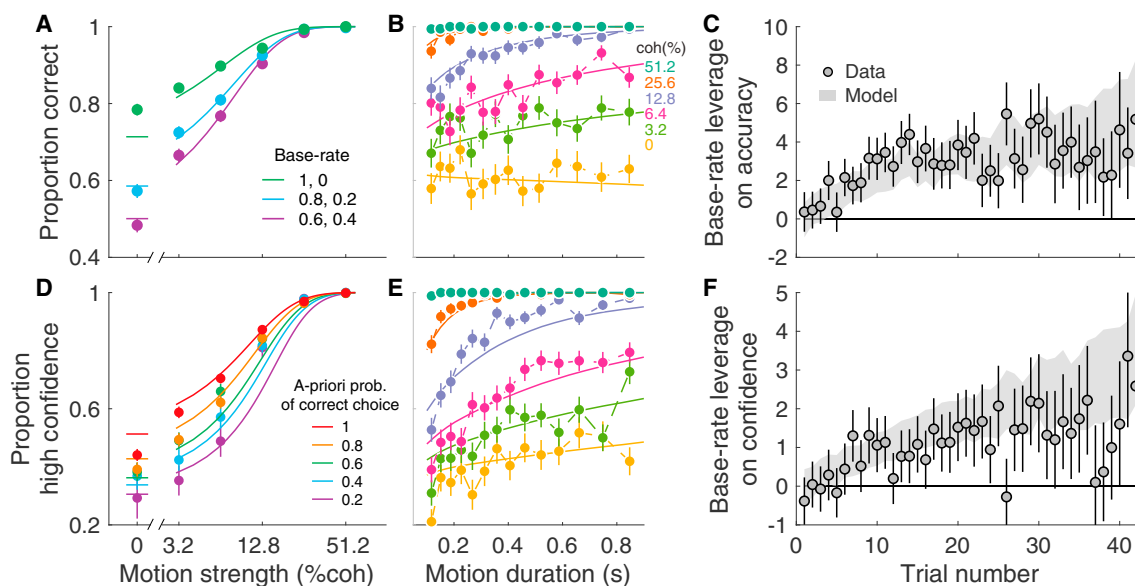 A
Proportion correct
1
0.8
0.6
0.4
Base-rate
1, 0
0.8, 0.2
0.6, 0.4
B
coh(%)
51.2
25.6
12.8
6.4
3.2
0
C
Base-rate leverage
on accuracy
10
8
6
4
2
0
-2
Data
Model
D
Proportion
high confidence
1
0.6
0.2
A-priori prob.
of correct choice
1
0.8
0.6
0.4
0.2
0
3.2
12.8
51.2
Motion strength (%coh)
E
0.2
0.4
0.6
0.8
Motion duration (s)
F
Base-rate leverage
on confidence
5
4
3
2
1
0
-1
0
10
20
30
40
Trial number